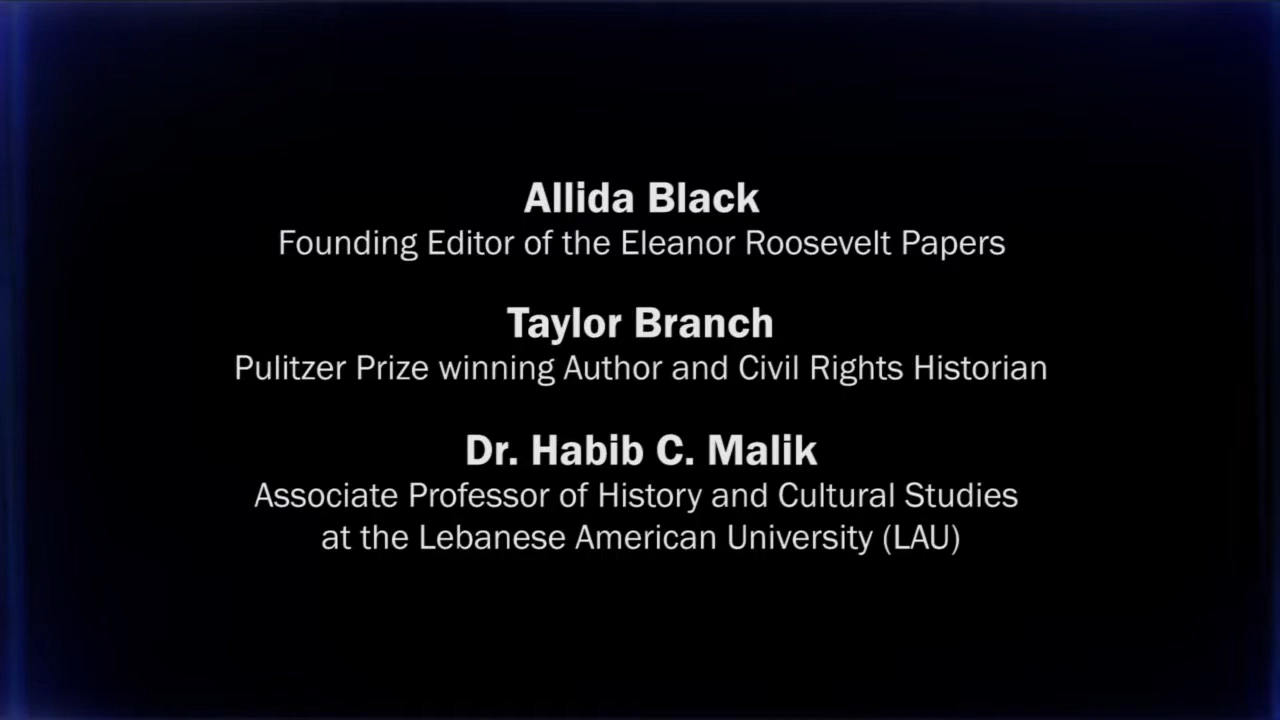 Allida Black
Founding Editor of the Eleanor Roosevelt Papers
Taylor Branch
Pulitzer Prize winning Author and Civil Rights Historian
Dr. Habib C. Malik
Associate Professor of History and Cultural Studies
at the Lebanese American University (LAU)